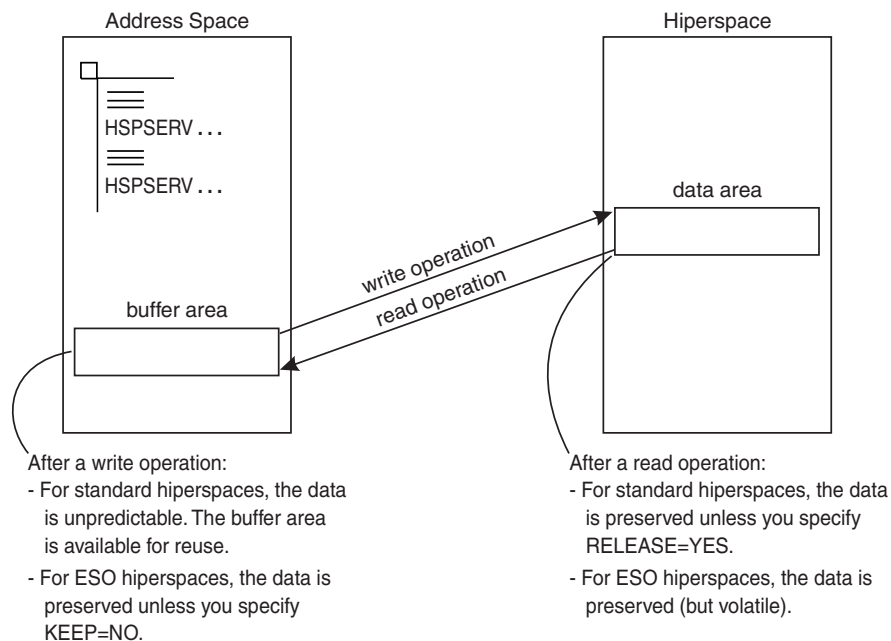 Address Space
Hiperspace
HSPSERV...
HSPSERV...
data area
write operation
read operation
buffer area
After a write operation:
- For standard hiperspaces, the data
is unpredictable. The buffer area
is available for reuse.
- For ESO hiperspaces, the data is
preserved unless you specify
KEEP=NO.
After a read operation:
- For standard hiperspaces, the data
is preserved unless you specify
RELEASE=YES.
- For ESO hiperspaces, the data is
preserved (but volatile).